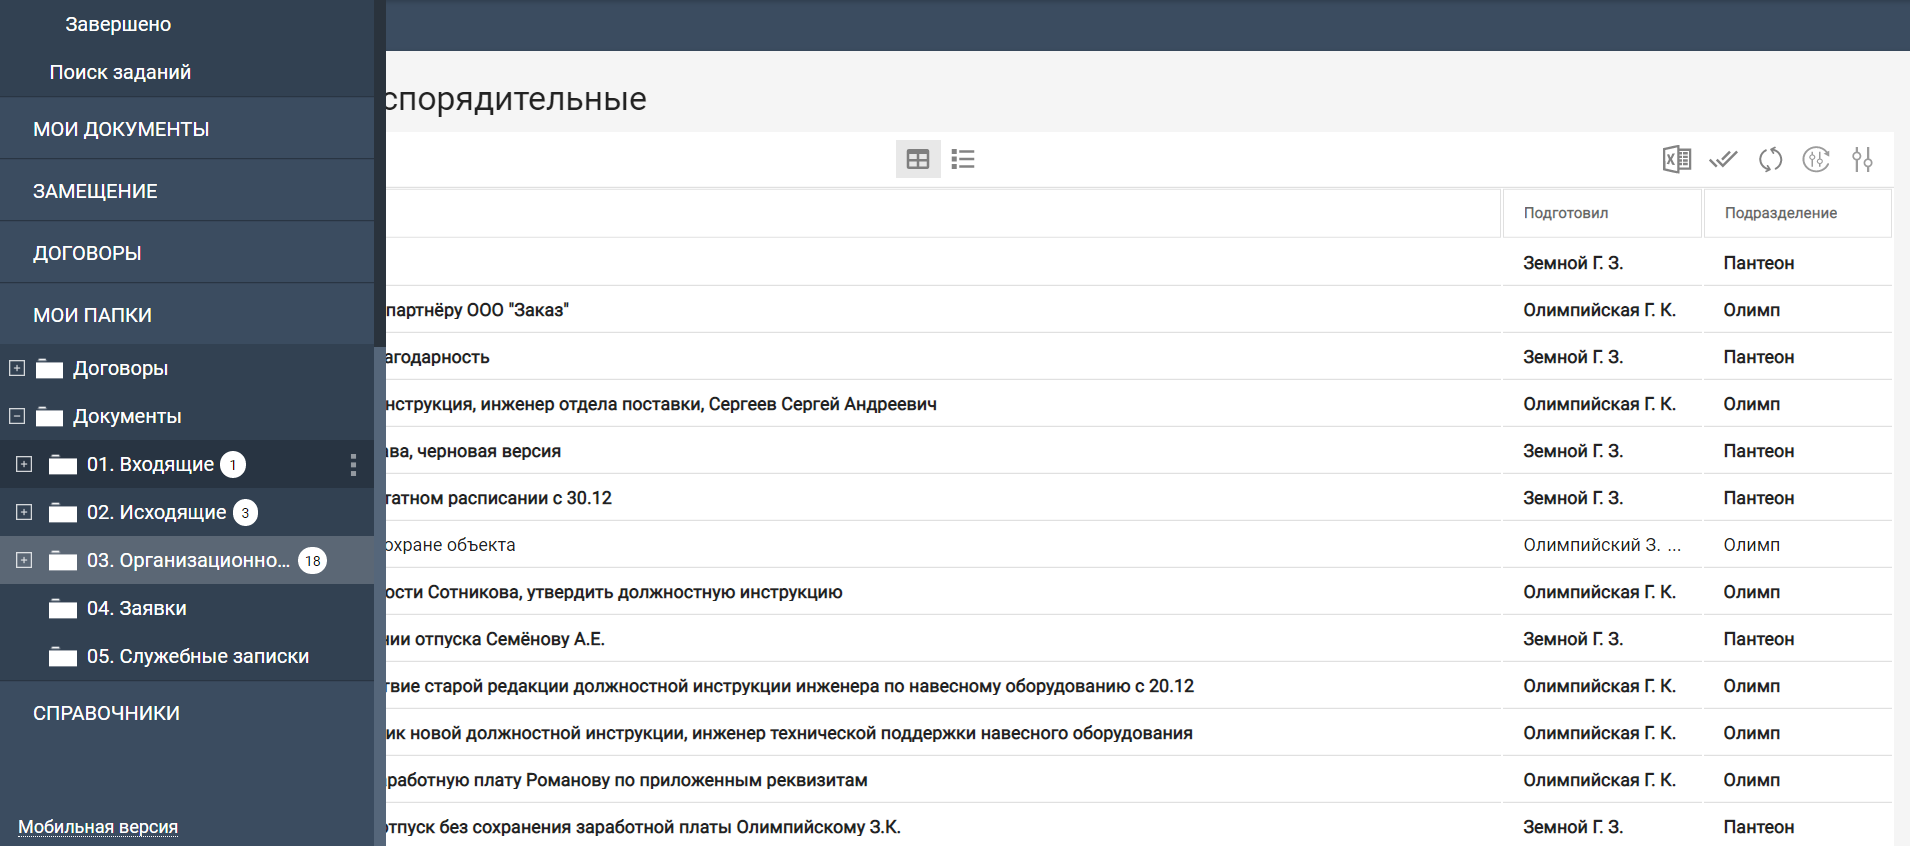 Завершено
Поиск заданий
МОИ ДОКУМЕНТЫ
ЗАМЕЩЕНИЕ
ДОГОВОРЫ
МОИ ПАПКИ
Договоры
Документы
01. Входящие 1
02. Исходящие 3
03. Организационно... 18
04. Заявки
05. Служебные записки
СПРАВОЧНИКИ
Мобильная версия
спорядительные
Подготовил Подразделение
Земной Г. З. Пантеон
партнёру ООО "Заказ" Олимпийская Г. К. Олимп
агодарность Земной Г. З. Пантеон
нструкция, инженер отдела поставки, Сергеев Сергей Андреевич Олимпийская Г. К. Олимп
ава, черновая версия Земной Г. З. Пантеон
татном расписании с 30.12 Земной Г. З. Пантеон
охране объекта Олимпийский З. ... Олимп
ости Сотникова, утвердить должностную инструкцию Олимпийская Г. К. Олимп
нии отпуска Семёнову А.Е. Земной Г. З. Пантеон
твие старой редакции должностной инструкции инженера по навесному оборудованию с 20.12 Олимпийская Г. К. Олимп
ик новой должностной инструкции, инженер технической поддержки навесного оборудования Олимпийская Г. К. Олимп
работную плату Романову по приложенным реквизитам Олимпийская Г. К. Олимп
отпуск без сохранения заработной платы Олимпийскому З.К. Земной Г. З. Пантеон